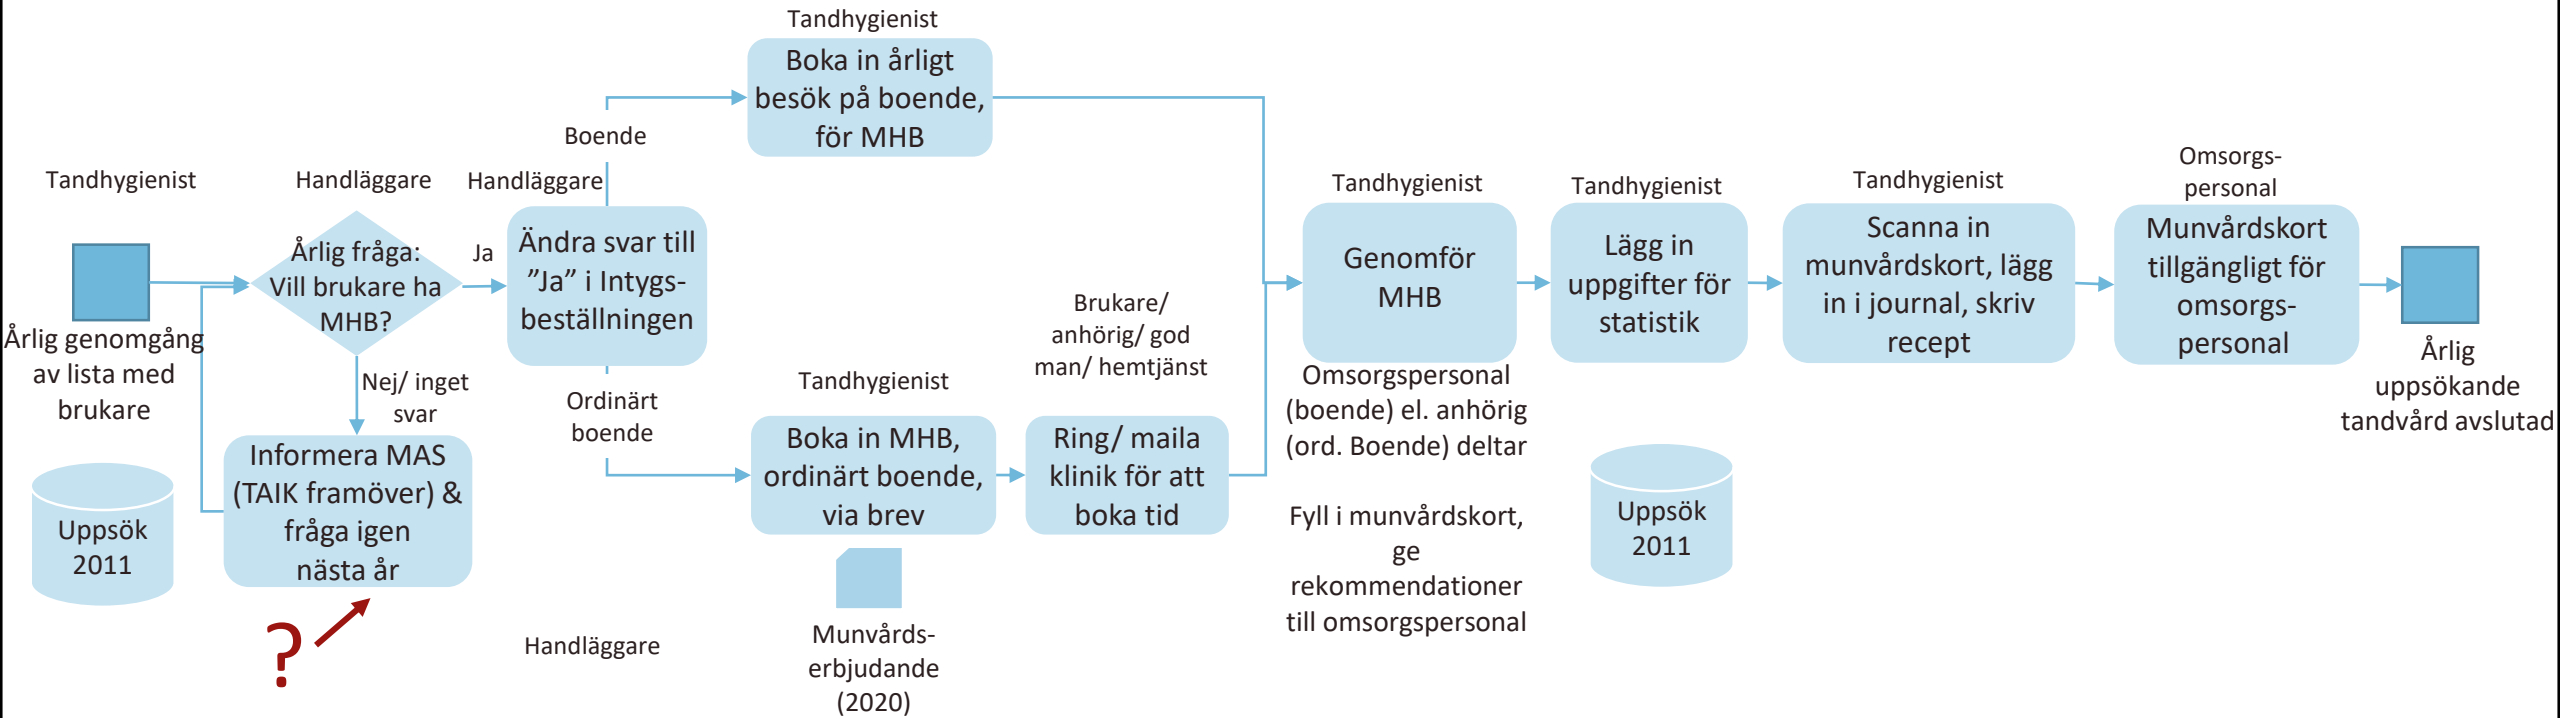 Tandhygienist
Årlig genomgång
av lista med
brukare
Uppsök
2011
Handläggare
Årlig fråga:
Vill brukare ha
MHB?
Ja
Nej/ inget
svar
Informera MAS
(TAIK framöver) &
fråga igen
nästa år
?
Handläggare
Ändra svar till
”Ja” i Intygs-
beställningen
Boende
Ordinärt
boende
Handläggare
Tandhygienist
Boka in årligt
besök på boende,
för MHB
Tandhygienist
Boka in MHB,
ordinärt boende,
via brev
Munvårds-
erbjudande
(2020)
Brukare/
anhörig/ god
man/ hemtjänst
Ring/ maila
klinik för att
boka tid
Tandhygienist
Genomför
MHB
Omsorgspersonal
(boende) el. anhörig
(ord. Boende) deltar
Fyll i munvårdskort,
ge
rekommendationer
till omsorgspersonal
Tandhygienist
Lägg in
uppgifter för
statistik
Uppsök
2011
Tandhygienist
Scanna in
munvårdskort, lägg
in i journal, skriv
recept
Omsorgs-
personal
Munvårdskort
tillgängligt för
omsorgs-
personal
Årlig
uppsökande
tandvård avslutad